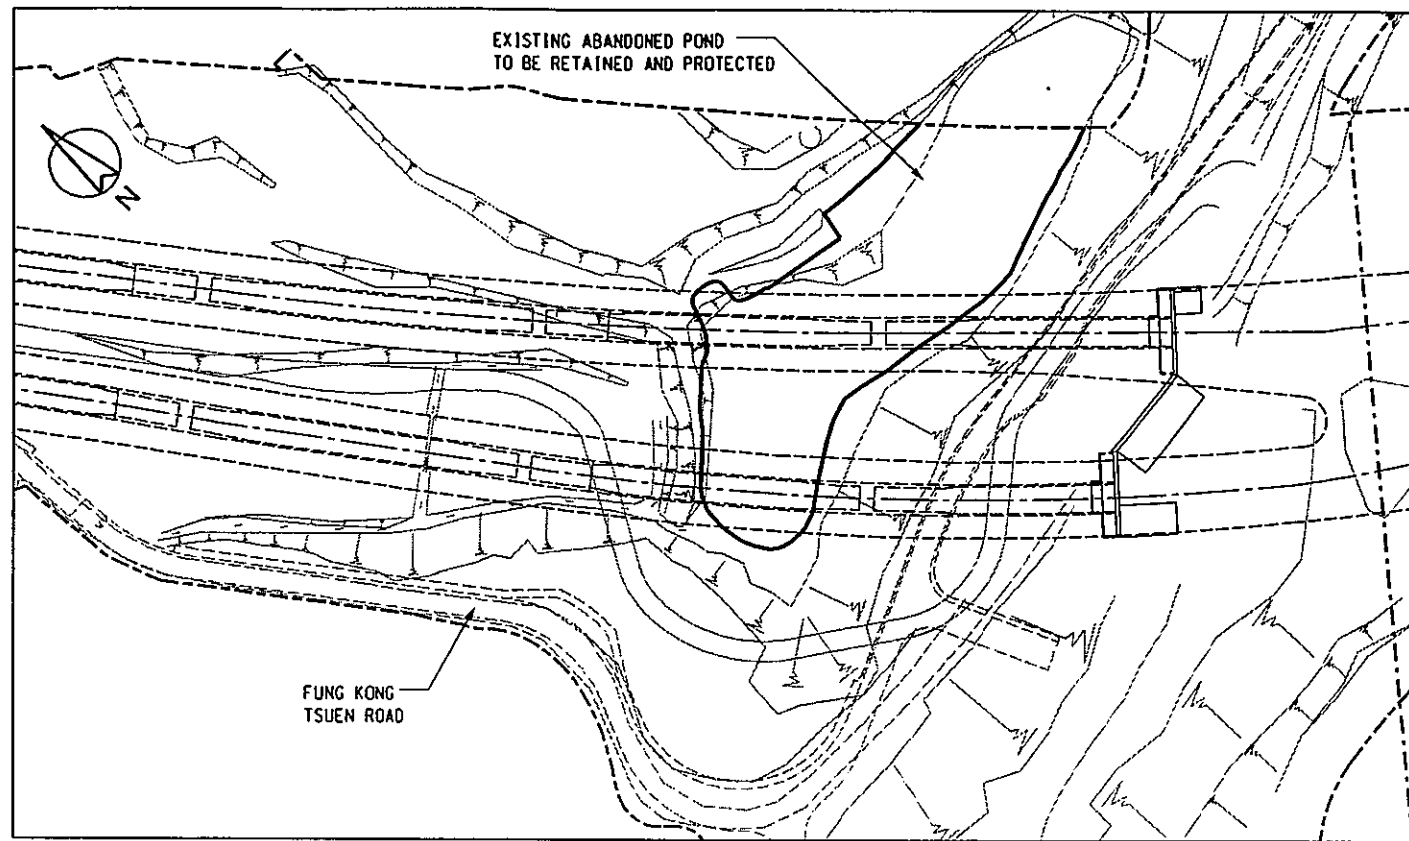 EXISTING ABANDONED POND
TO BE RETAINED AND PROTECTED
N
FUNG KONG
TSUEN ROAD